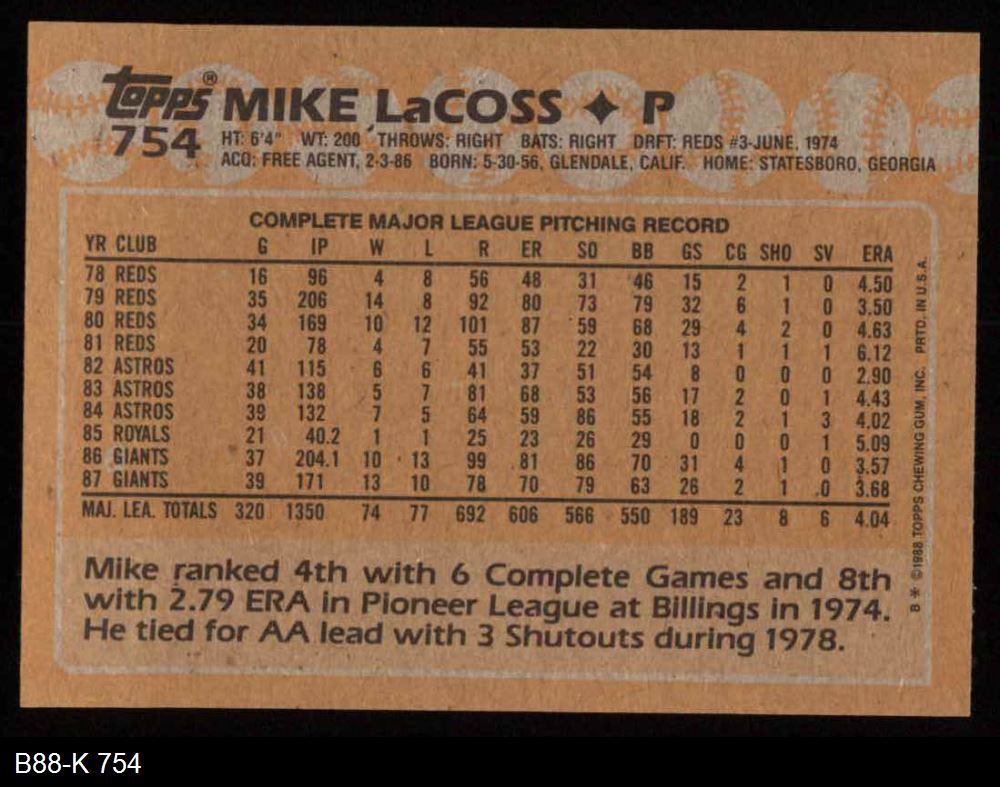 topps®
754
MIKE LaCOSS ✦ P
HT: 6'4" WT: 200 THROWS: RIGHT BATS: RIGHT DRFT: REDS #3-JUNE, 1974
ACQ: FREE AGENT, 2-3-86 BORN: 5-30-56, GLENDALE, CALIF. HOME: STATESBORO, GEORGIA
COMPLETE MAJOR LEAGUE PITCHING RECORD
YR CLUB G IP W L R ER SO BB GS CG SHO SV ERA
78 REDS 16 96 4 8 56 48 31 46 15 2 1 0 4.50
79 REDS 35 206 14 8 92 80 73 79 32 6 1 0 3.50
80 REDS 34 169 10 12 101 87 59 68 29 4 2 0 4.63
81 REDS 20 78 4 7 55 53 22 30 13 1 1 1 6.12
82 ASTROS 41 115 6 6 41 37 51 54 8 0 0 0 2.90
83 ASTROS 38 138 5 7 81 68 53 56 17 2 0 1 4.43
84 ASTROS 39 132 7 5 64 59 86 55 18 2 1 3 4.02
85 ROYALS 21 40.2 1 1 25 23 26 29 0 0 0 1 5.09
86 GIANTS 37 204.1 10 13 99 81 86 70 31 4 1 0 3.57
87 GIANTS 39 171 13 10 78 70 79 63 26 2 1 0 3.68
MAJ. LEA. TOTALS 320 1350 74 77 692 606 566 550 189 23 8 6 4.04
Mike ranked 4th with 6 Complete Games and 8th
with 2.79 ERA in Pioneer League at Billings in 1974.
He tied for AA lead with 3 Shutouts during 1978.
B * ©1988 TOPPS CHEWING GUM, INC. PRTD. IN U.S.A.
B88-K 754